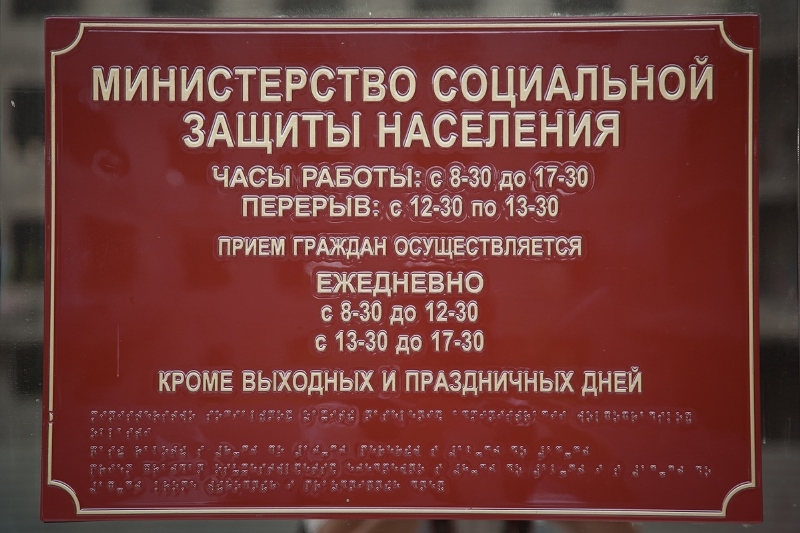 МИНИСТЕРСТВО СОЦИАЛЬНОЙ
ЗАЩИТЫ НАСЕЛЕНИЯ
ЧАСЫ РАБОТЫ: с 8-30 до 17-30
ПЕРЕРЫВ: с 12-30 по 13-30
ПРИЕМ ГРАЖДАН ОСУЩЕСТВЛЯЕТСЯ
ЕЖЕДНЕВНО
с 8-30 до 12-30
с 13-30 до 17-30
КРОМЕ ВЫХОДНЫХ И ПРАЗДНИЧНЫХ ДНЕЙ